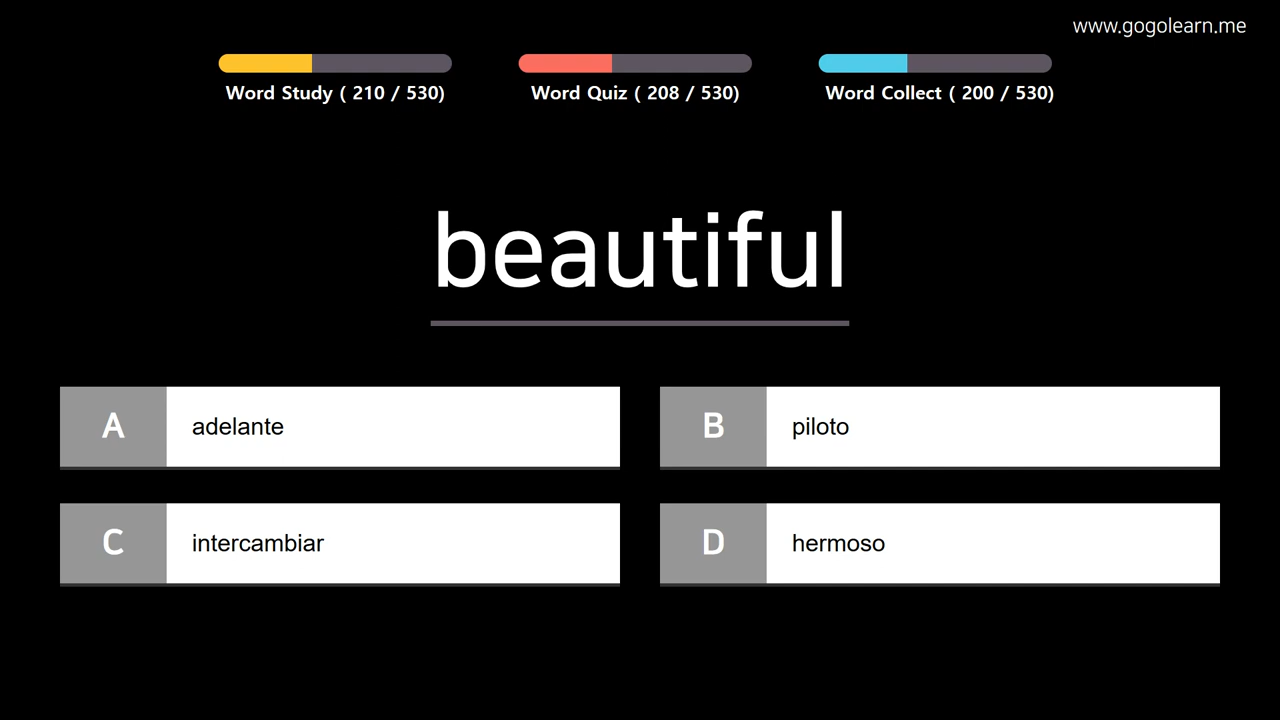 www.gogolearn.me
Word Study ( 210 / 530)
Word Quiz ( 208 / 530)
Word Collect ( 200 / 530)
beautiful
A
adelante
B
piloto
C
intercambiar
D
hermoso